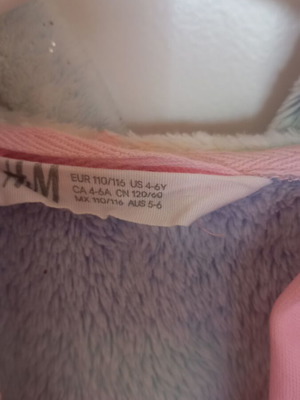 H&M
EUR 110/116 US 4-6Y
CA 4-6A CN 120/60
MX 110/116 AUS 5-6